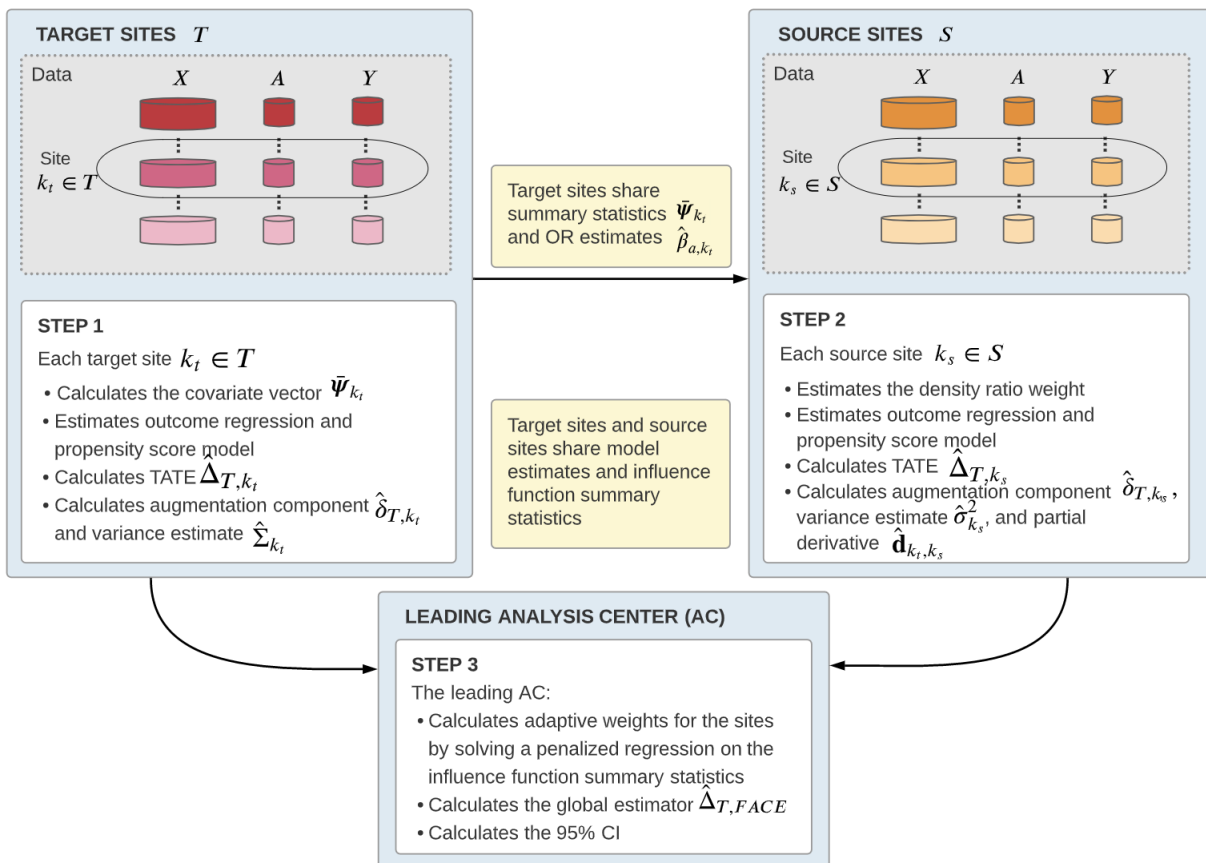 TARGET SITES T
Data
X A Y
Site
k_t ∈ T
STEP 1
Each target site k_t ∈ T
• Calculates the covariate vector ψ̄_{k_t}
• Estimates outcome regression and
propensity score model
• Calculates TATE Δ̂_{T,k_t}
• Calculates augmentation component δ̂_{T,k_t}
and variance estimate Σ̂_{k_t}
Target sites share
summary statistics ψ̄_{k_t}
and OR estimates β̂_{a,k_t}
Target sites and source
sites share model
estimates and influence
function summary
statistics
SOURCE SITES S
Data
X A Y
Site
k_s ∈ S
STEP 2
Each source site k_s ∈ S
• Estimates the density ratio weight
• Estimates outcome regression and
propensity score model
• Calculates TATE Δ̂_{T,k_s}
• Calculates augmentation component δ̂_{T,k_s},
variance estimate σ̂²_{k_s}, and partial
derivative d̂_{k_t,k_s}
LEADING ANALYSIS CENTER (AC)
STEP 3
The leading AC:
• Calculates adaptive weights for the sites
by solving a penalized regression on the
influence function summary statistics
• Calculates the global estimator Δ̂_{T,FACE}
• Calculates the 95% CI